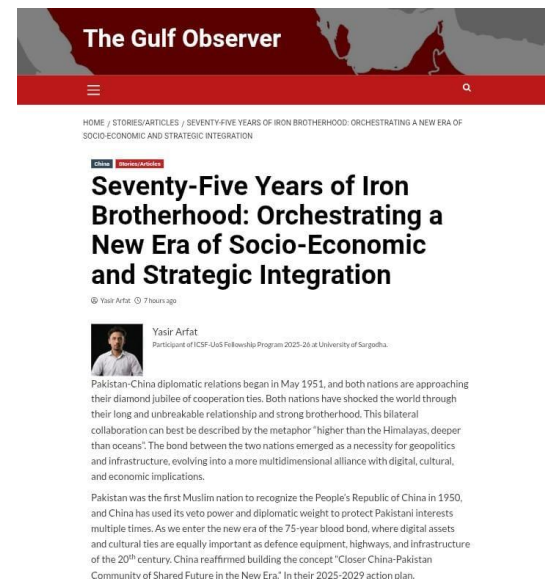 The Gulf Observer
HOME / STORIES/ARTICLES / SEVENTY-FIVE YEARS OF IRON BROTHERHOOD: ORCHESTRATING A NEW ERA OF
SOCIO-ECONOMIC AND STRATEGIC INTEGRATION
China Stories/Articles
Seventy-Five Years of Iron
Brotherhood: Orchestrating a
New Era of Socio-Economic
and Strategic Integration
Yasir Arfat 7 hours ago
Yasir Arfat
Participant of ICSF-UoS Fellowship Program 2025-26 at University of Sargodha.
Pakistan-China diplomatic relations began in May 1951, and both nations are approaching
their diamond jubilee of cooperation ties. Both nations have shocked the world through
their long and unbreakable relationship and strong brotherhood. This bilateral
collaboration can best be described by the metaphor “higher than the Himalayas, deeper
than oceans”. The bond between the two nations emerged as a necessity for geopolitics
and infrastructure, evolving into a more multidimensional alliance with digital, cultural,
and economic implications.
Pakistan was the first Muslim nation to recognize the People’s Republic of China in 1950,
and China has used its veto power and diplomatic weight to protect Pakistani interests
multiple times. As we enter the new era of the 75-year blood bond, where digital assets
and cultural ties are equally important as defence equipment, highways, and infrastructure
of the 20th century. China reaffirmed building the concept “Closer China-Pakistan
Community of Shared Future in the New Era.” In their 2025-2029 action plan.